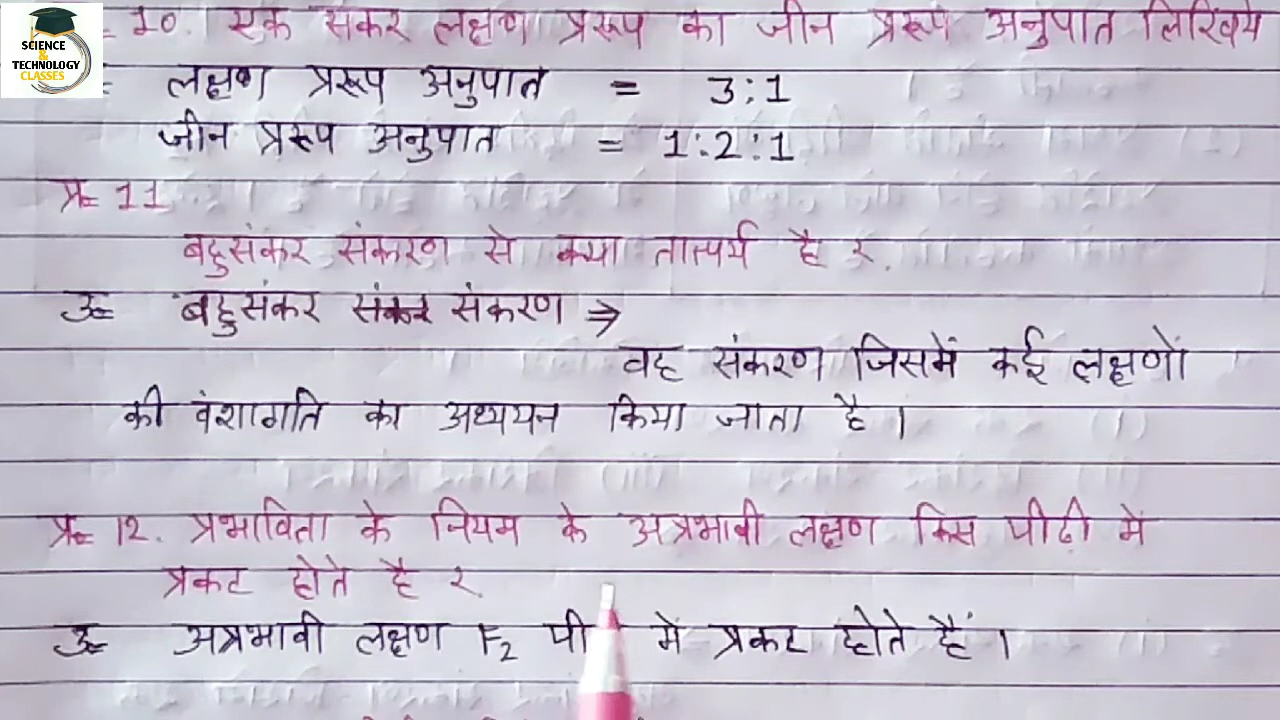 SCIENCE
&
TECHNOLOGY
CLASSES
10. एक संकर लक्षण प्ररूप का जीन प्ररूप अनुपात लिखिये
लक्षण प्ररूप अनुपात = 3:1
जीन प्ररूप अनुपात = 1:2:1
प्र॰ 11
बहुसंकर संकरण से क्या तात्पर्य है ?
उ॰ बहुसंकर संकर संकरण ⇒
वह संकरण जिसमें कई लक्षणों
की वंशागति का अध्ययन किया जाता है ।
प्र॰ 12. प्रभाविता के नियम के अप्रभावी लक्षण किस पीढी मे
प्रकट होते है ?
उ॰ अप्रभावी लक्षण F₂ पी में प्रकट होते हैं ।